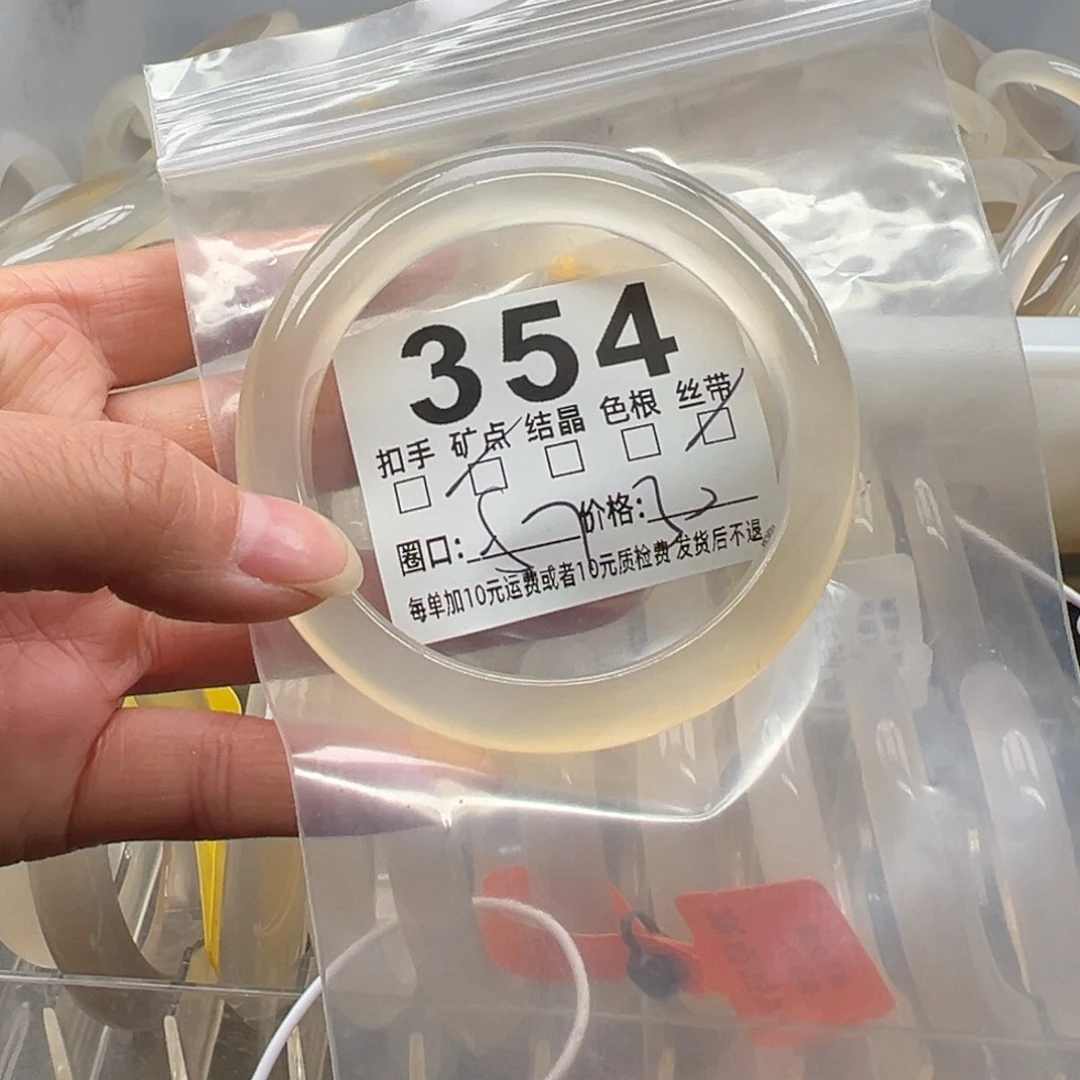 354
扣手 矿点 结晶 色根 丝带
圈口: 57 价格:
每单加10元运费或者10元质检费 发货后不退